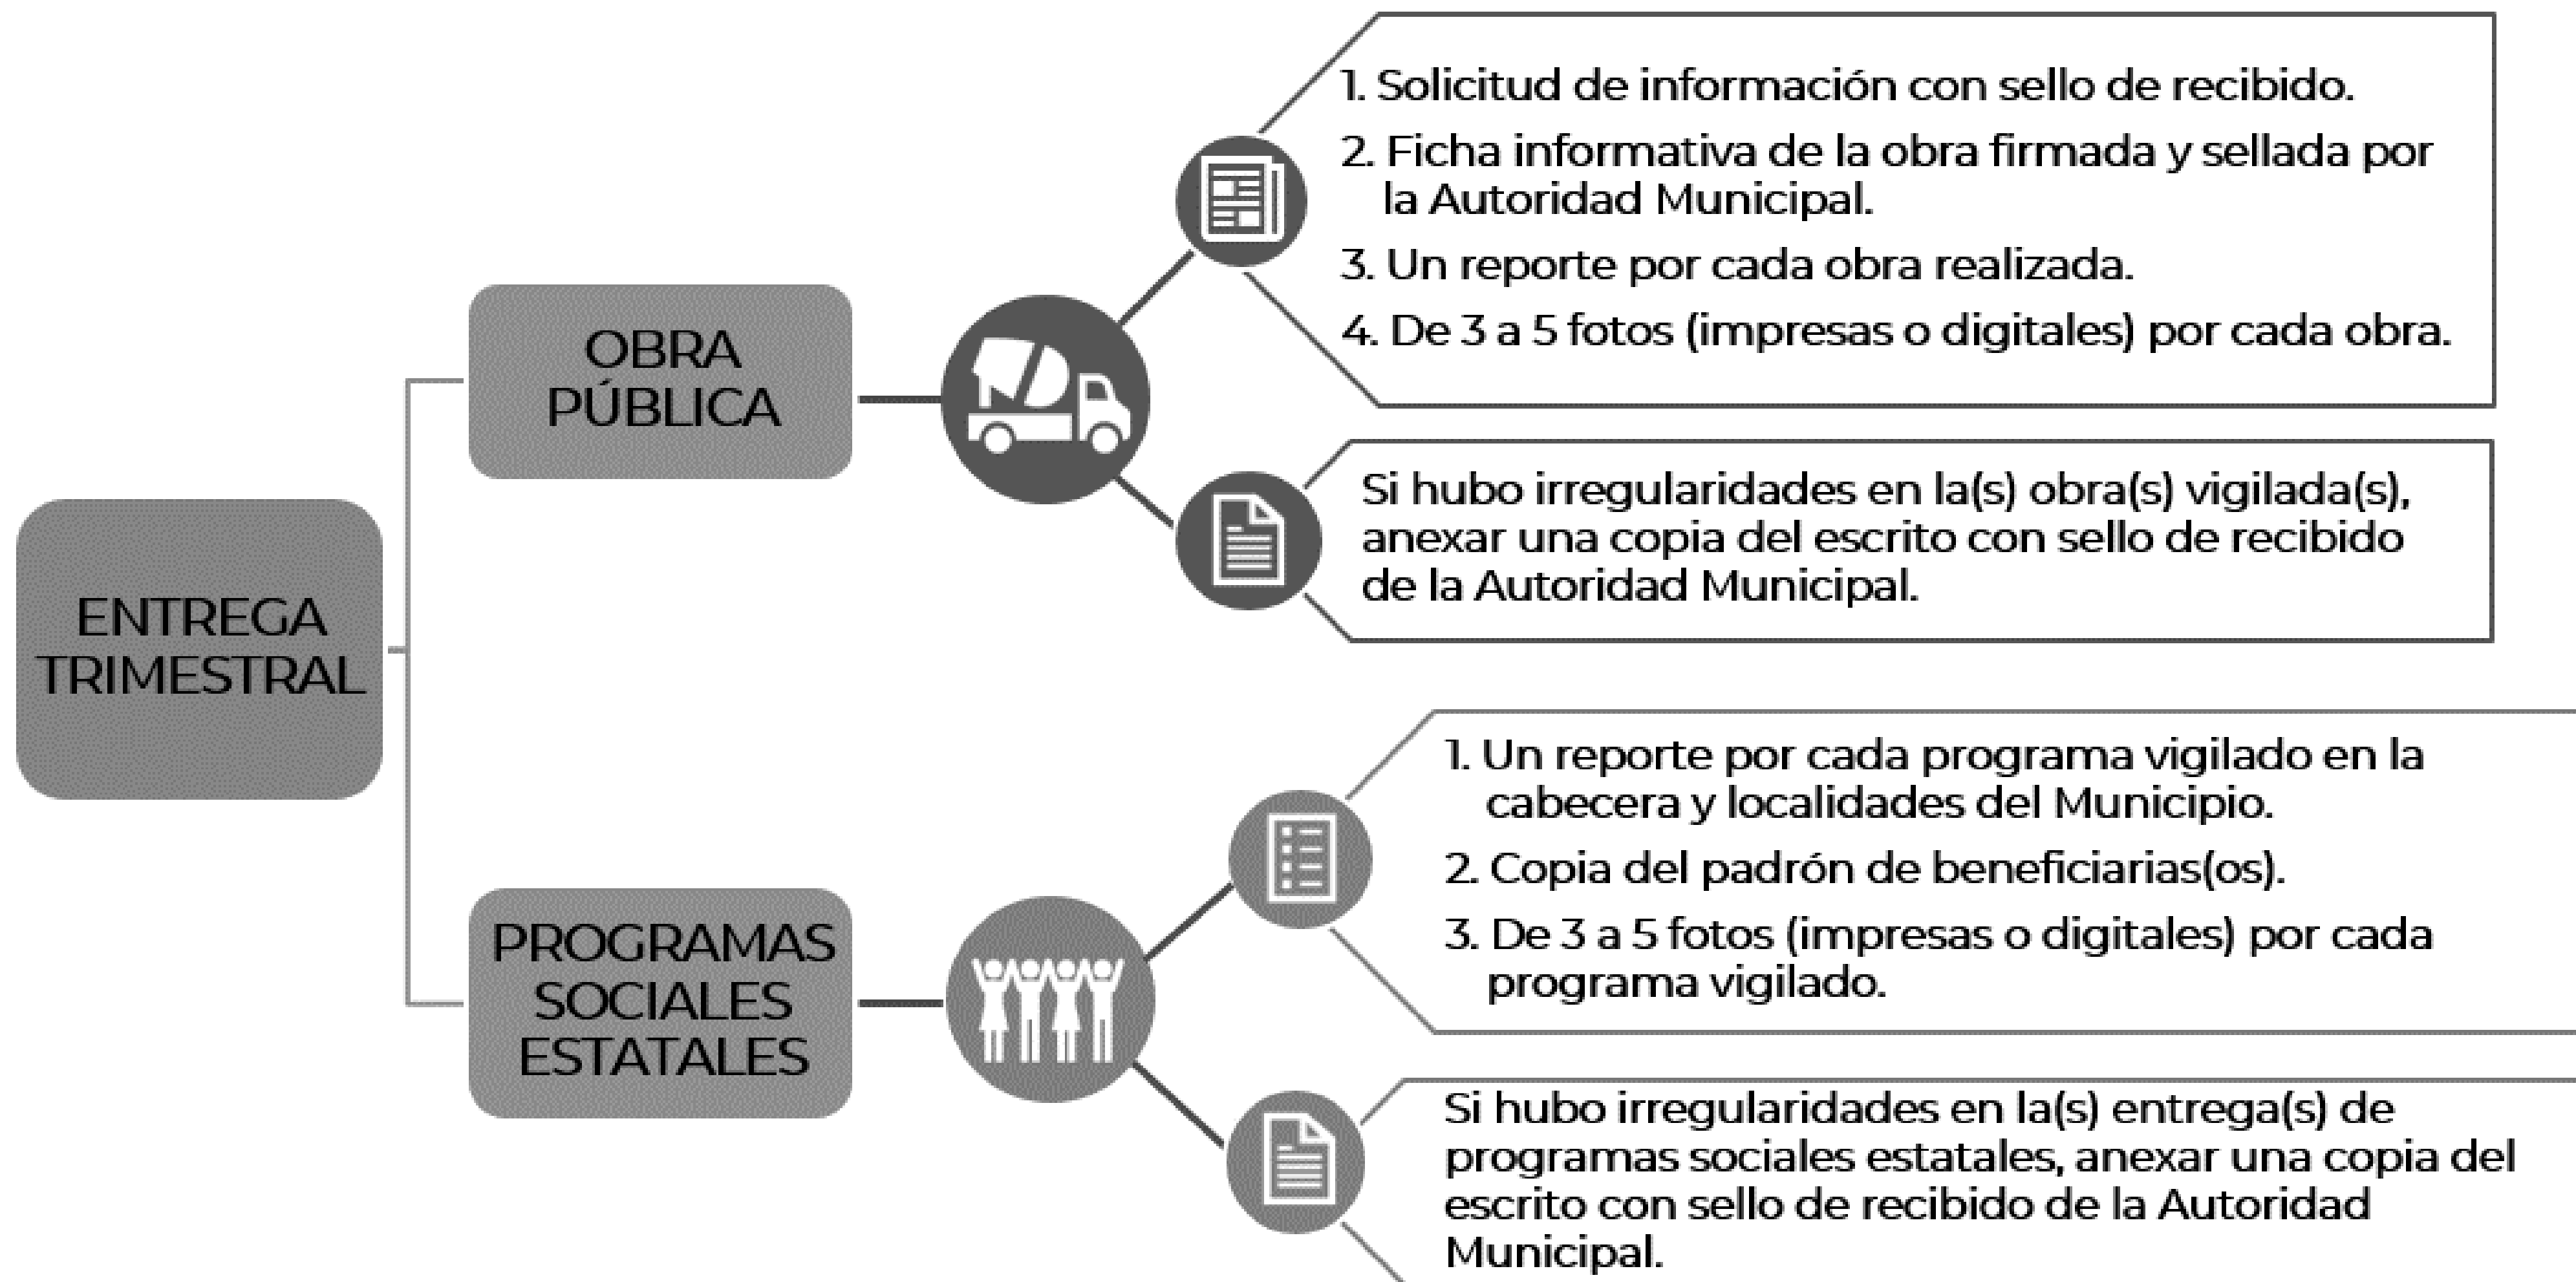 ENTREGA
TRIMESTRAL
OBRA
PÚBLICA
1. Solicitud de información con sello de recibido.
2. Ficha informativa de la obra firmada y sellada por
la Autoridad Municipal.
3. Un reporte por cada obra realizada.
4. De 3 a 5 fotos (impresas o digitales) por cada obra.
Si hubo irregularidades en la(s) obra(s) vigilada(s),
anexar una copia del escrito con sello de recibido
de la Autoridad Municipal.
PROGRAMAS
SOCIALES
ESTATALES
1. Un reporte por cada programa vigilado en la
cabecera y localidades del Municipio.
2. Copia del padrón de beneficiarias(os).
3. De 3 a 5 fotos (impresas o digitales) por cada
programa vigilado.
Si hubo irregularidades en la(s) entrega(s) de
programas sociales estatales, anexar una copia del
escrito con sello de recibido de la Autoridad
Municipal.